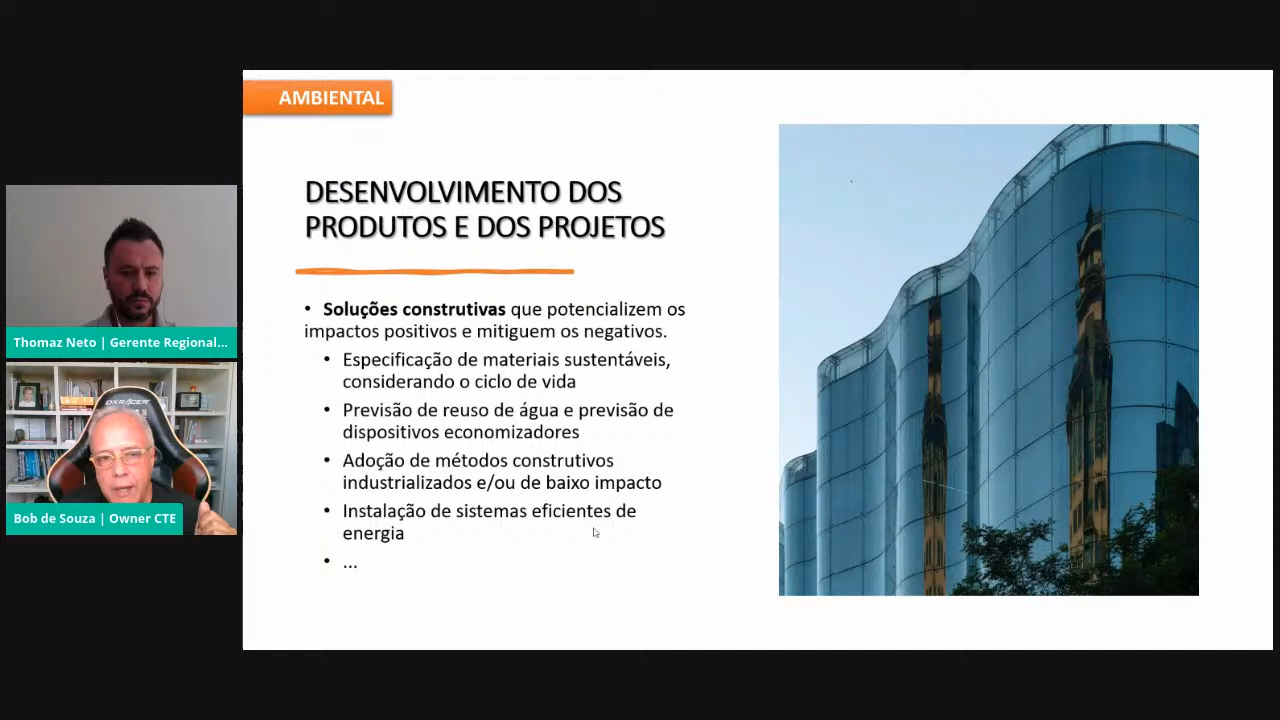 AMBIENTAL
DESENVOLVIMENTO DOS
PRODUTOS E DOS PROJETOS
• Soluções construtivas que potencializem os
impactos positivos e mitiguem os negativos.
• Especificação de materiais sustentáveis,
considerando o ciclo de vida
• Previsão de reuso de água e previsão de
dispositivos economizadores
• Adoção de métodos construtivos
industrializados e/ou de baixo impacto
• Instalação de sistemas eficientes de
energia
• ...
Thomaz Neto | Gerente Regional...
DXRACER
Bob de Souza | Owner CTE